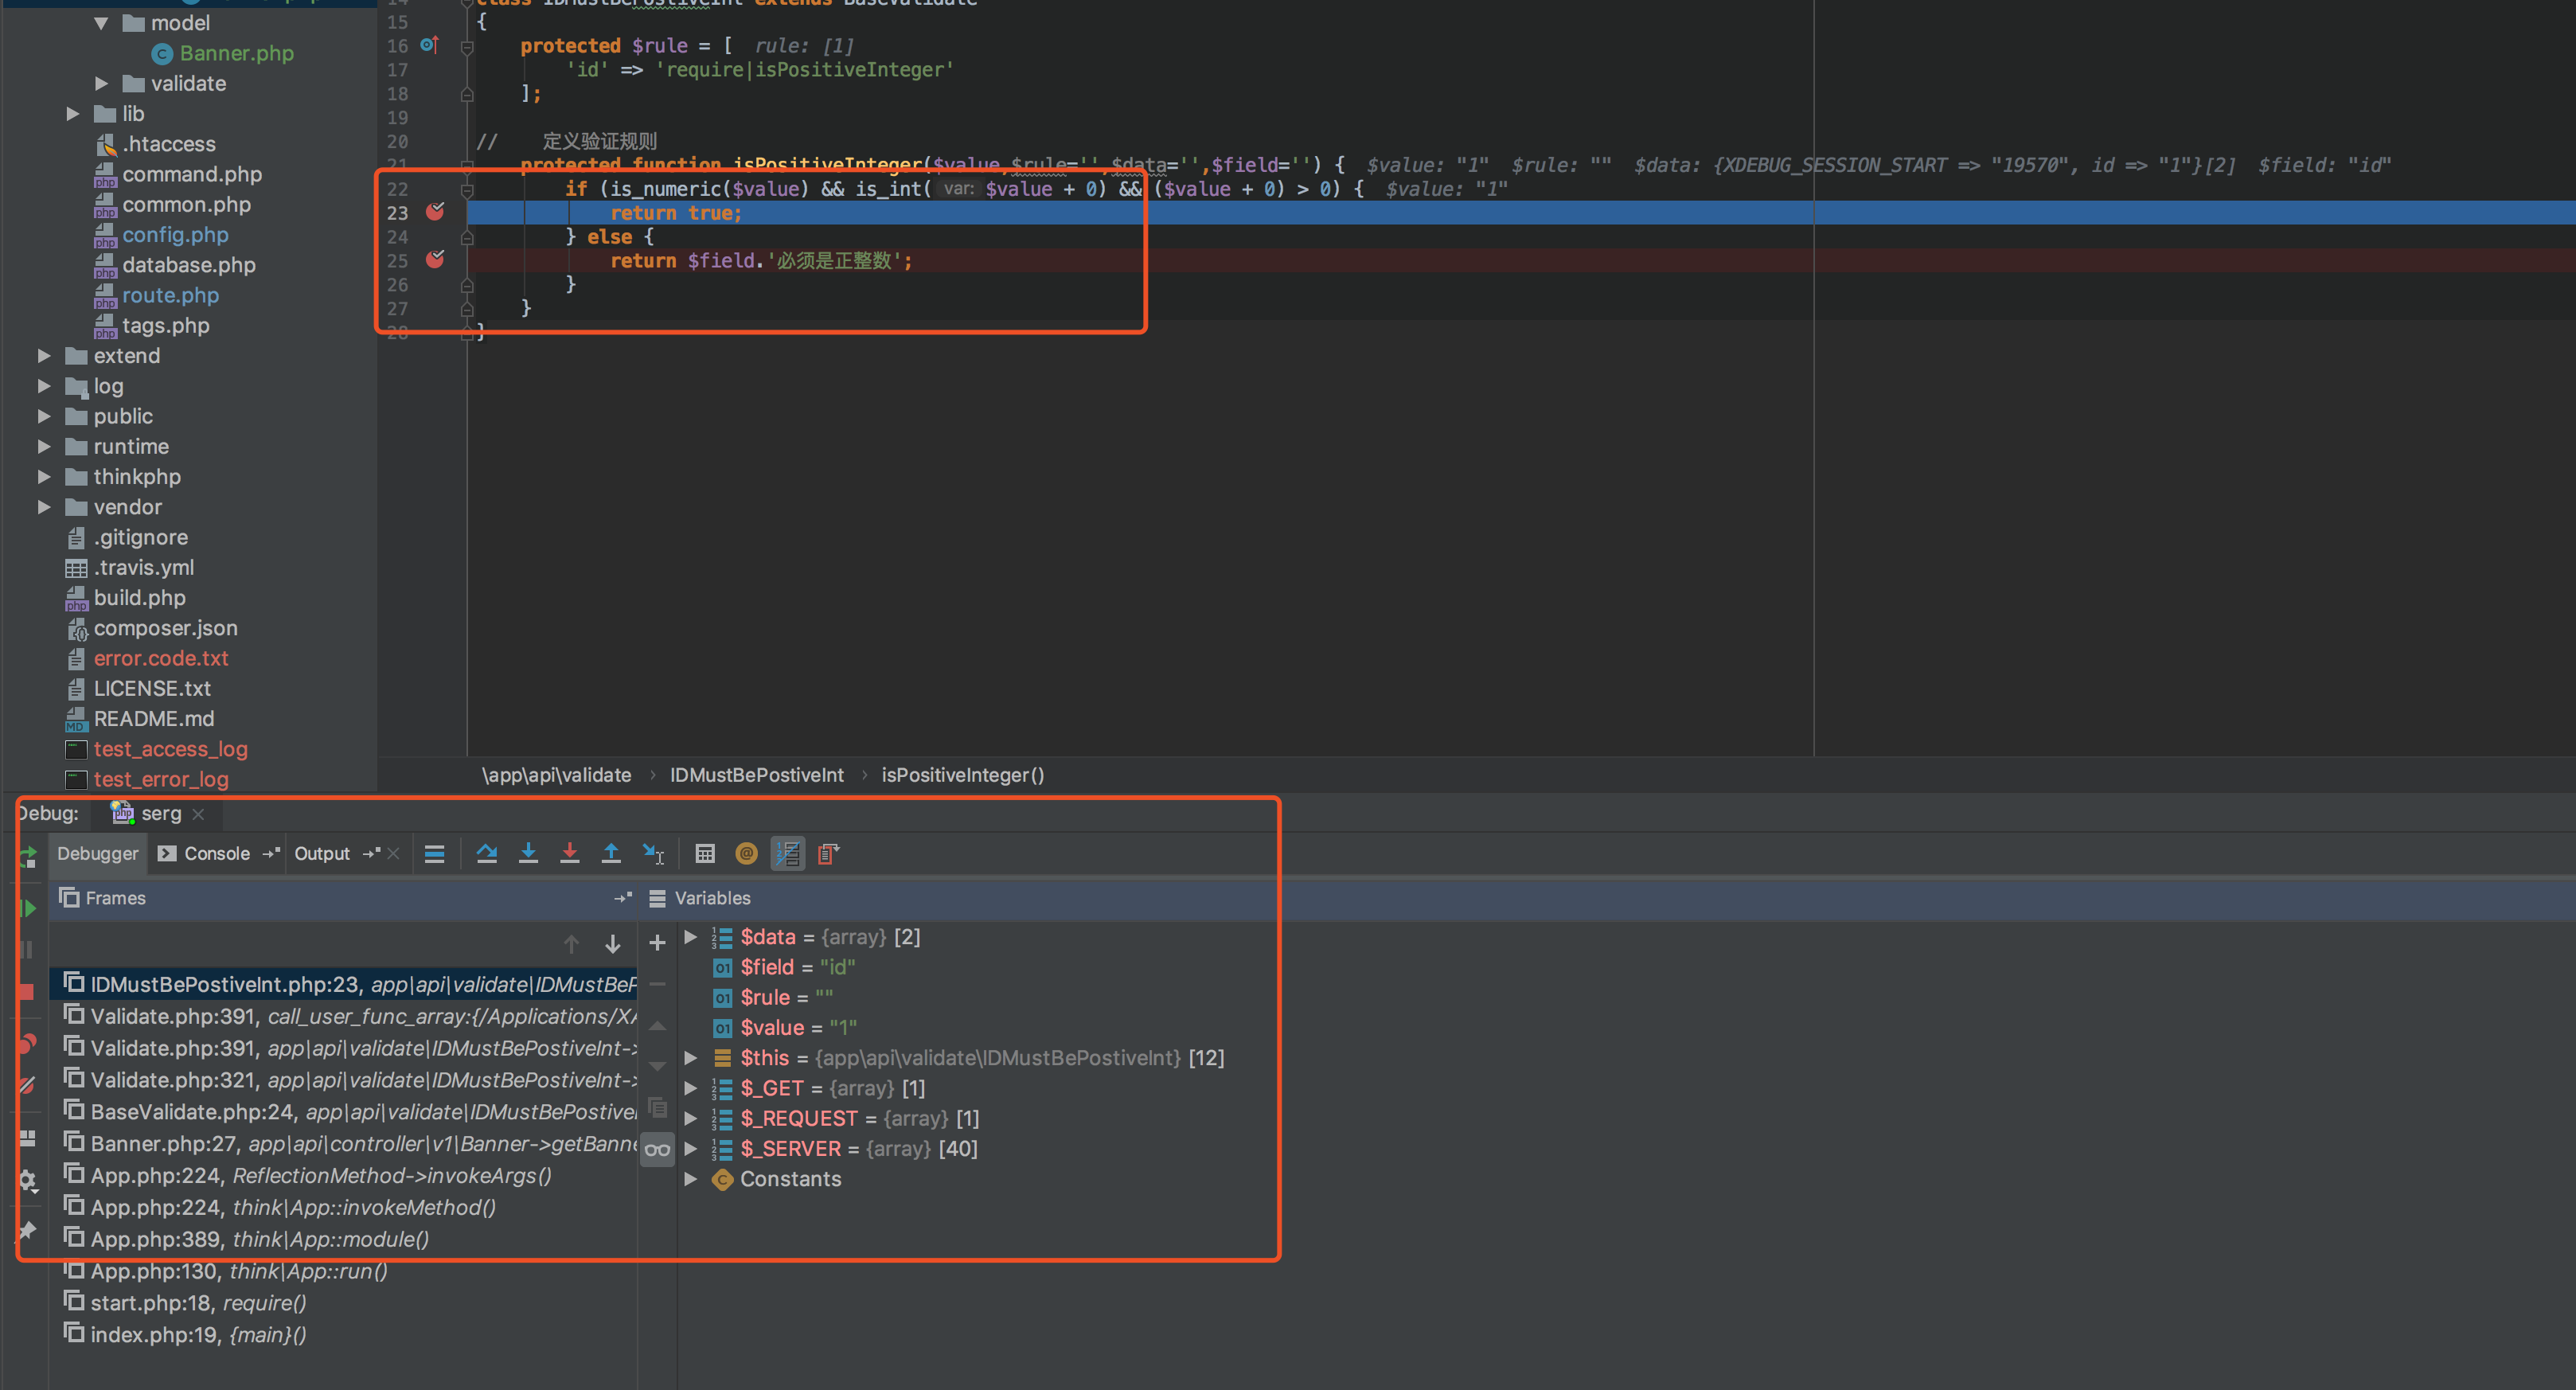 model
Banner.php
validate
lib
.htaccess
command.php
common.php
config.php
database.php
route.php
tags.php
extend
log
public
runtime
thinkphp
vendor
.gitignore
.travis.yml
build.php
composer.json
error.code.txt
LICENSE.txt
README.md
test_access_log
test_error_log
14 class IDMustBePostiveInt extends BaseValidate
15 {
16 protected $rule = [ rule: [1]
17 'id' => 'require|isPositiveInteger'
18 ];
19
20 // 定义验证规则
21 protected function isPositiveInteger($value,$rule='',$data='',$field='') { $value: "1" $rule: "" $data: {XDEBUG_SESSION_START => "19570", id => "1"}[2] $field: "id"
22 if (is_numeric($value) && is_int( var: $value + 0) && ($value + 0) > 0) { $value: "1"
23 return true;
24 } else {
25 return $field.'必须是正整数';
26 }
27 }
28 }
\app\api\validate › IDMustBePostiveInt › isPositiveInteger()
Debug: serg
Debugger Console Output
Frames
Variables
IDMustBePostiveInt.php:23, app\api\validate\IDMustBeP
Validate.php:391, call_user_func_array:{/Applications/XA
Validate.php:391, app\api\validate\IDMustBePostiveInt->
Validate.php:321, app\api\validate\IDMustBePostiveInt->
BaseValidate.php:24, app\api\validate\IDMustBePostiveI
Banner.php:27, app\api\controller\v1\Banner->getBanne
App.php:224, ReflectionMethod->invokeArgs()
App.php:224, think\App::invokeMethod()
App.php:389, think\App::module()
App.php:130, think\App::run()
start.php:18, require()
index.php:19, {main}()
$data = {array} [2]
$field = "id"
$rule = ""
$value = "1"
$this = {app\api\validate\IDMustBePostiveInt} [12]
$_GET = {array} [1]
$_REQUEST = {array} [1]
$_SERVER = {array} [40]
Constants